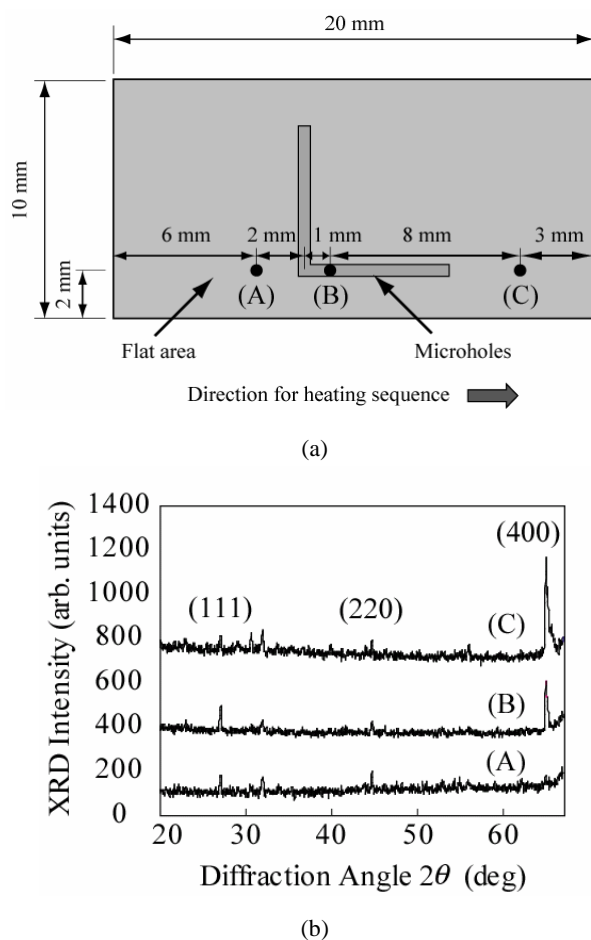 20 mm
10 mm
6 mm
2 mm
1 mm
8 mm
3 mm
2 mm
(A)
(B)
(C)
Flat area
Microholes
Direction for heating sequence
(a)
XRD Intensity (arb. units)
1400
1200
1000
800
600
400
200
0
(400)
(111)
(220)
(C)
(B)
(A)
20 30 40 50 60
Diffraction Angle 2θ (deg)
(b)